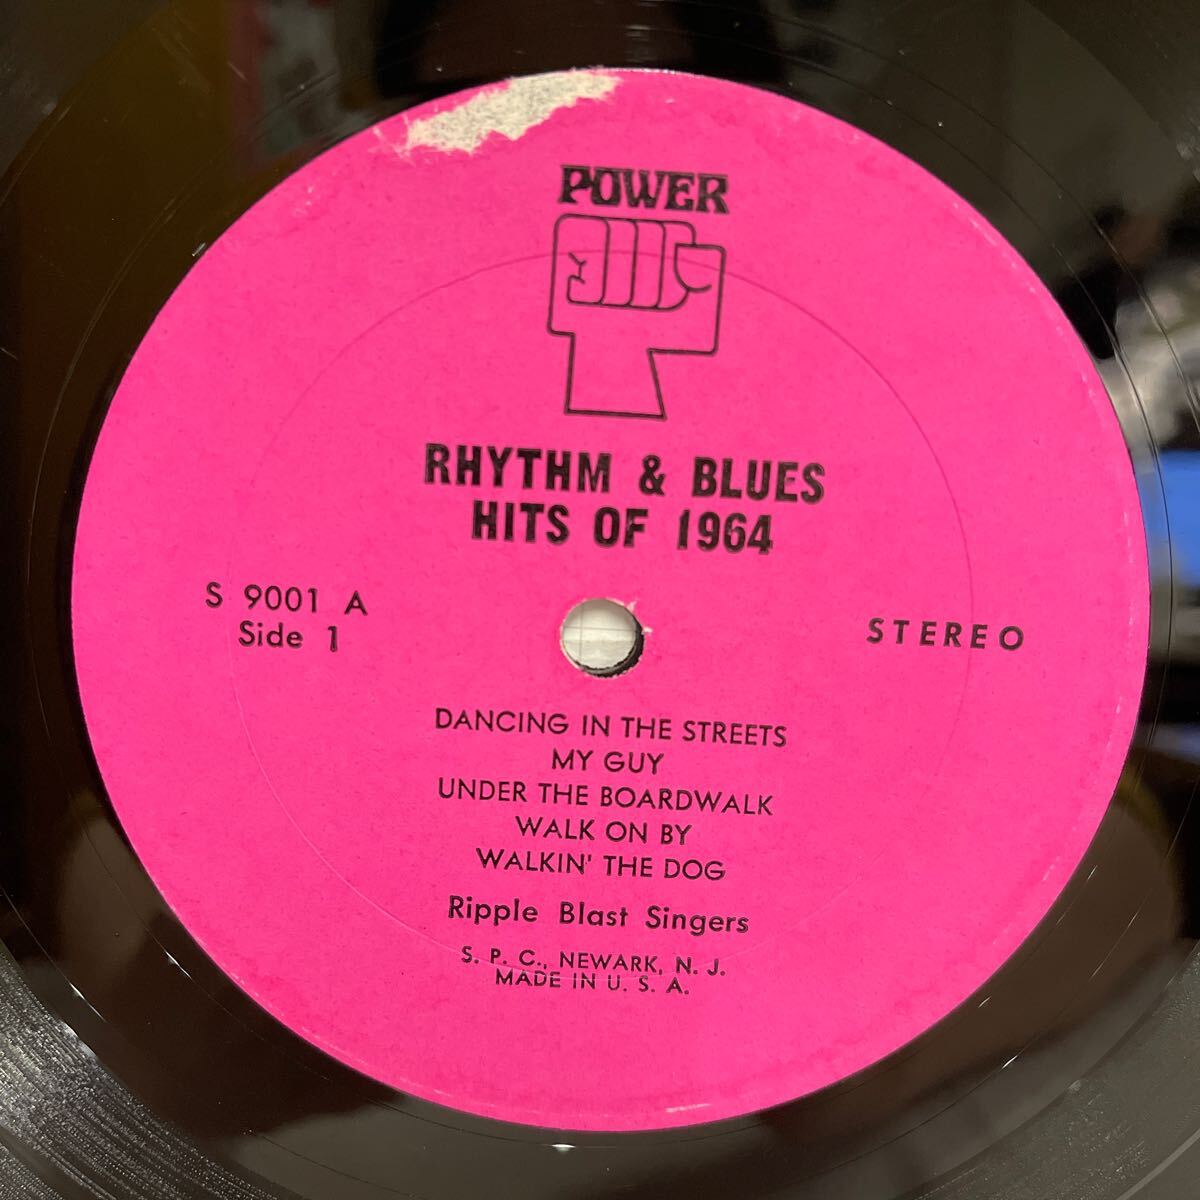 POWER
RHYTHM & BLUES
HITS OF 1964
S 9001 A
Side 1
STEREO
DANCING IN THE STREETS
MY GUY
UNDER THE BOARDWALK
WALK ON BY
WALKIN' THE DOG
Ripple Blast Singers
S. P. C., NEWARK, N. J.
MADE IN U. S. A.